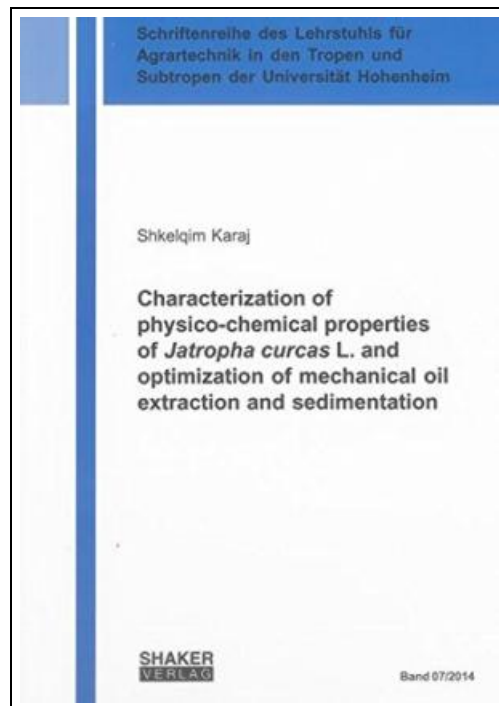 Schriftenreihe des Lehrstuhls für
Agrartechnik in den Tropen und
Subtropen der Universität Hohenheim
Shkelqim Karaj
Characterization of
physico-chemical properties
of Jatropha curcas L. and
optimization of mechanical oil
extraction and sedimentation
SHAKER
VERLAG
Band 07/2014